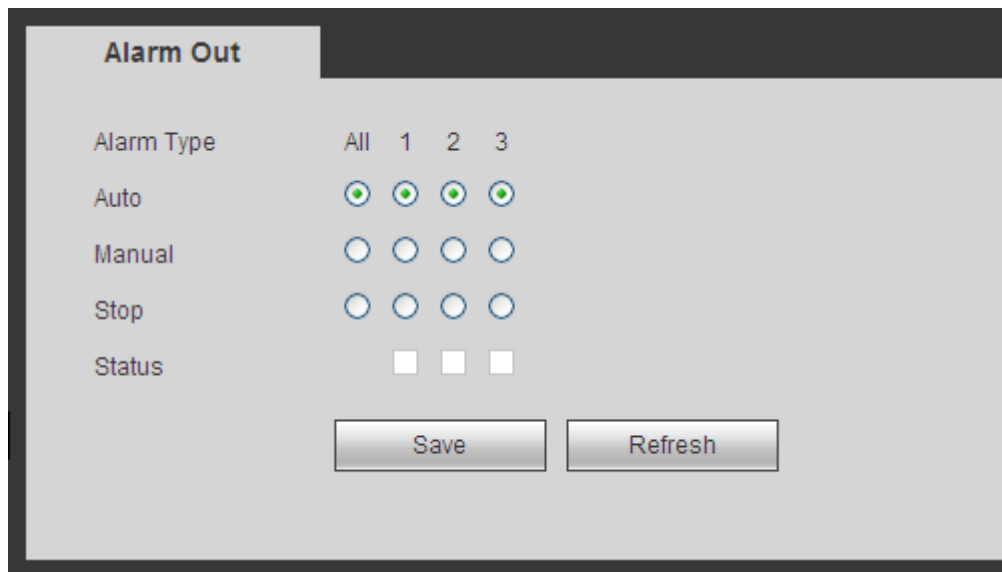 Alarm Out
Alarm Type All 1 2 3
Auto
Manual
Stop
Status
Save Refresh